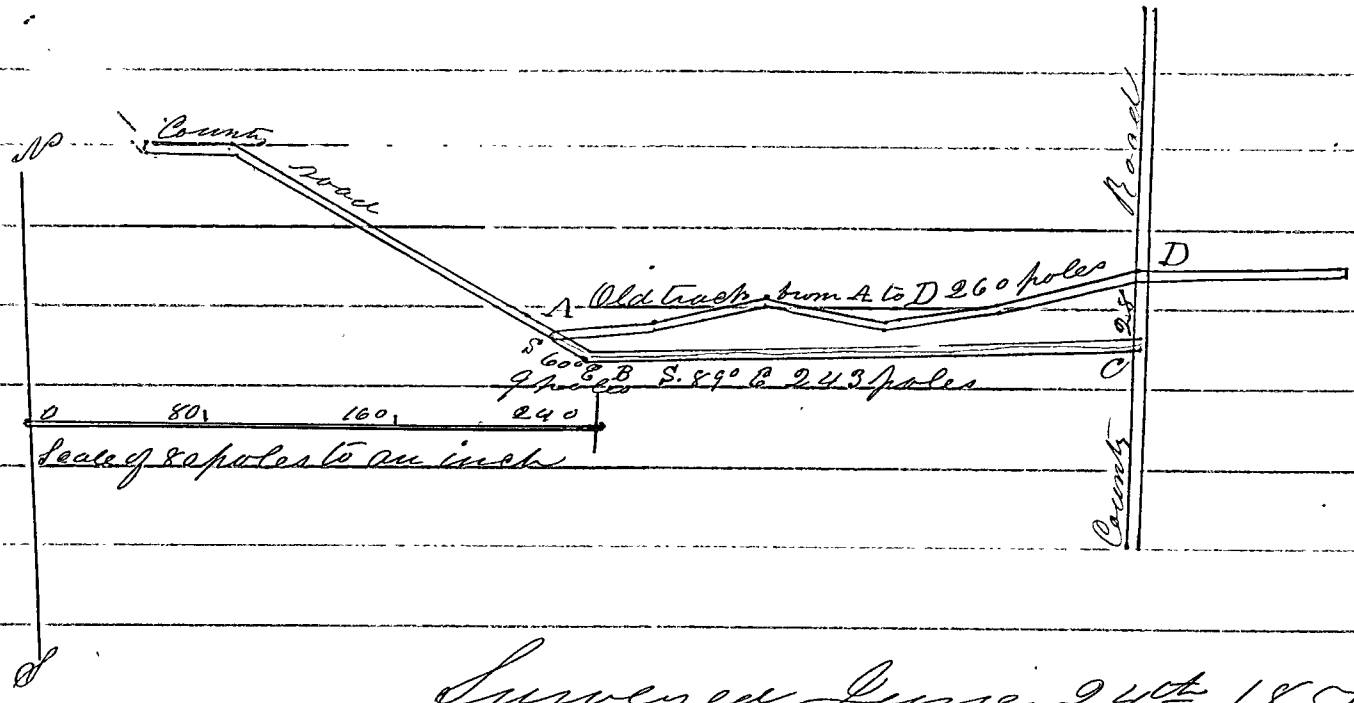 N
County
road
Road
D
A
Old track from A to D 260 poles
28
S 60° E
9 poles
B
S. 89° E 243 poles
C
0 80 160 240
Scale of 80 poles to an inch
County
S
Surveyed June 24th